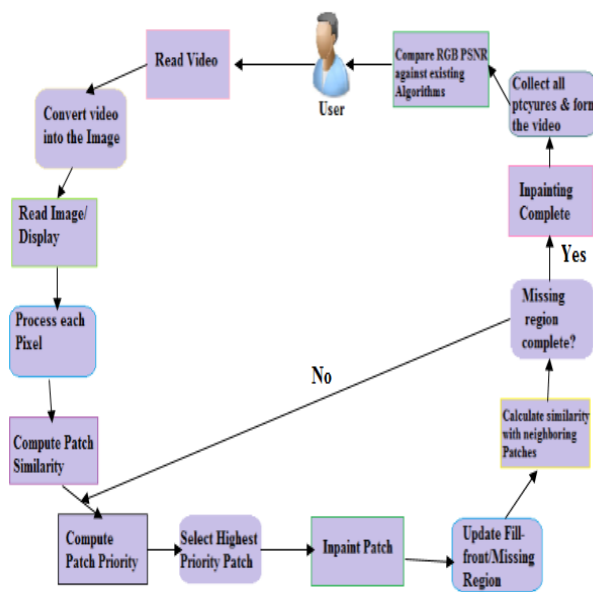 Read Video
User
Compare RGB PSNR
against existing
Algorithms
Collect all
ptcyures & form
the video
Convert video
into the Image
Read Image/
Display
Process each
Pixel
Compute Patch
Similarity
Compute
Patch Priority
Select Highest
Priority Patch
Inpaint Patch
Update Fill-
front/Missing
Region
Calculate similarity
with neighboring
Patches
Missing
region
complete?
No
Yes
Inpainting
Complete